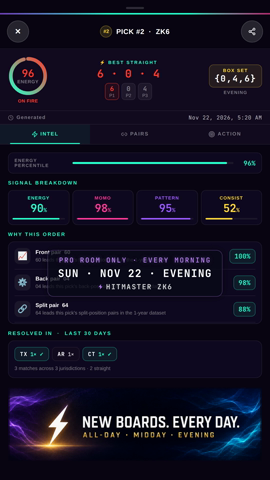 #2 PICK #2 · ZK6
96
ENERGY
ON FIRE
⚡ BEST STRAIGHT
6 · 0 · 4
6 0 4
P1 P2 P3
BOX SET
{0,4,6}
EVENING
Generated
Nov 22, 2026, 5:20 AM
INTEL
PAIRS
ACTION
ENERGY PERCENTILE
96%
SIGNAL BREAKDOWN
ENERGY
90%
MOMO
98%
PATTERN
95%
CONSIST
52%
WHY THIS ORDER
Front pair
100%
PRO ROOM ONLY · EVERY MORNING
SUN · NOV 22 · EVENING
HITMASTER ZK6
98%
Split pair 64
64 leads this pick's split-position pairs in the 1-year dataset
88%
RESOLVED IN · LAST 30 DAYS
TX 1× ✓
AR 1×
CT 1× ✓
3 matches across 3 jurisdictions · 2 straight
NEW BOARDS. EVERY DAY.
ALL-DAY · MIDDAY · EVENING